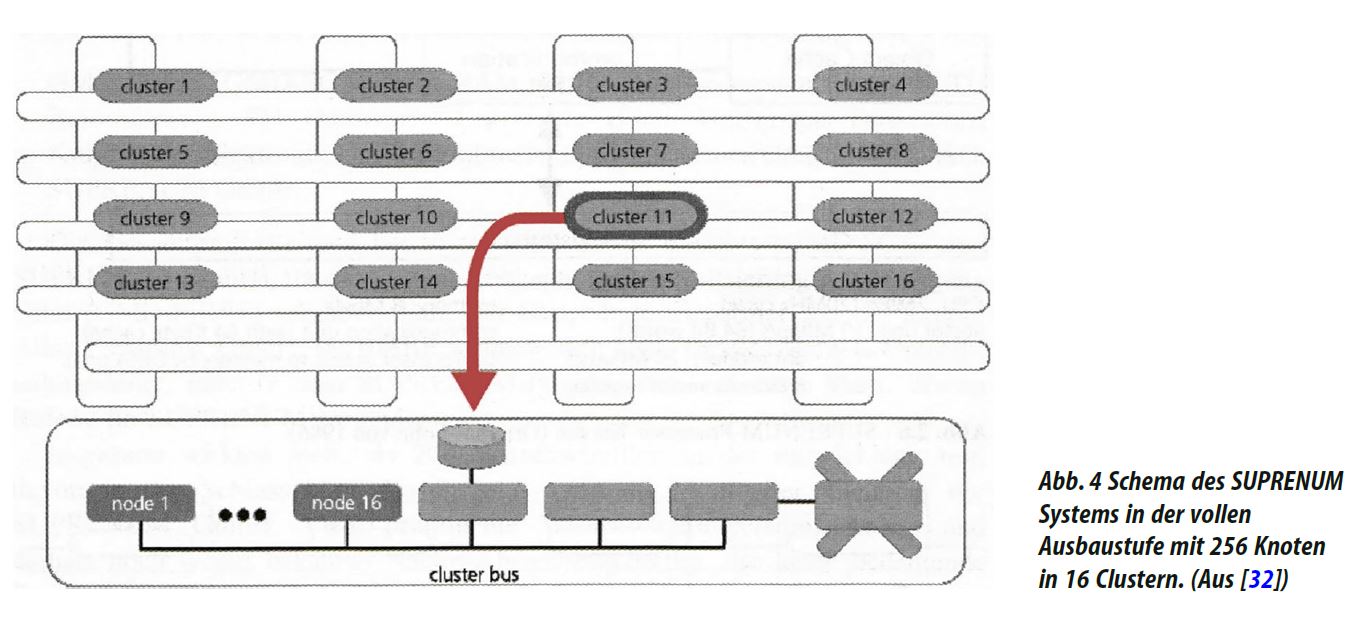 cluster 1
cluster 2
cluster 3
cluster 4
cluster 5
cluster 6
cluster 7
cluster 8
cluster 9
cluster 10
cluster 11
cluster 12
cluster 13
cluster 14
cluster 15
cluster 16
node 1
node 16
cluster bus
Abb. 4 Schema des SUPRENUM
Systems in der vollen
Ausbaustufe mit 256 Knoten
in 16 Clustern. (Aus [32])